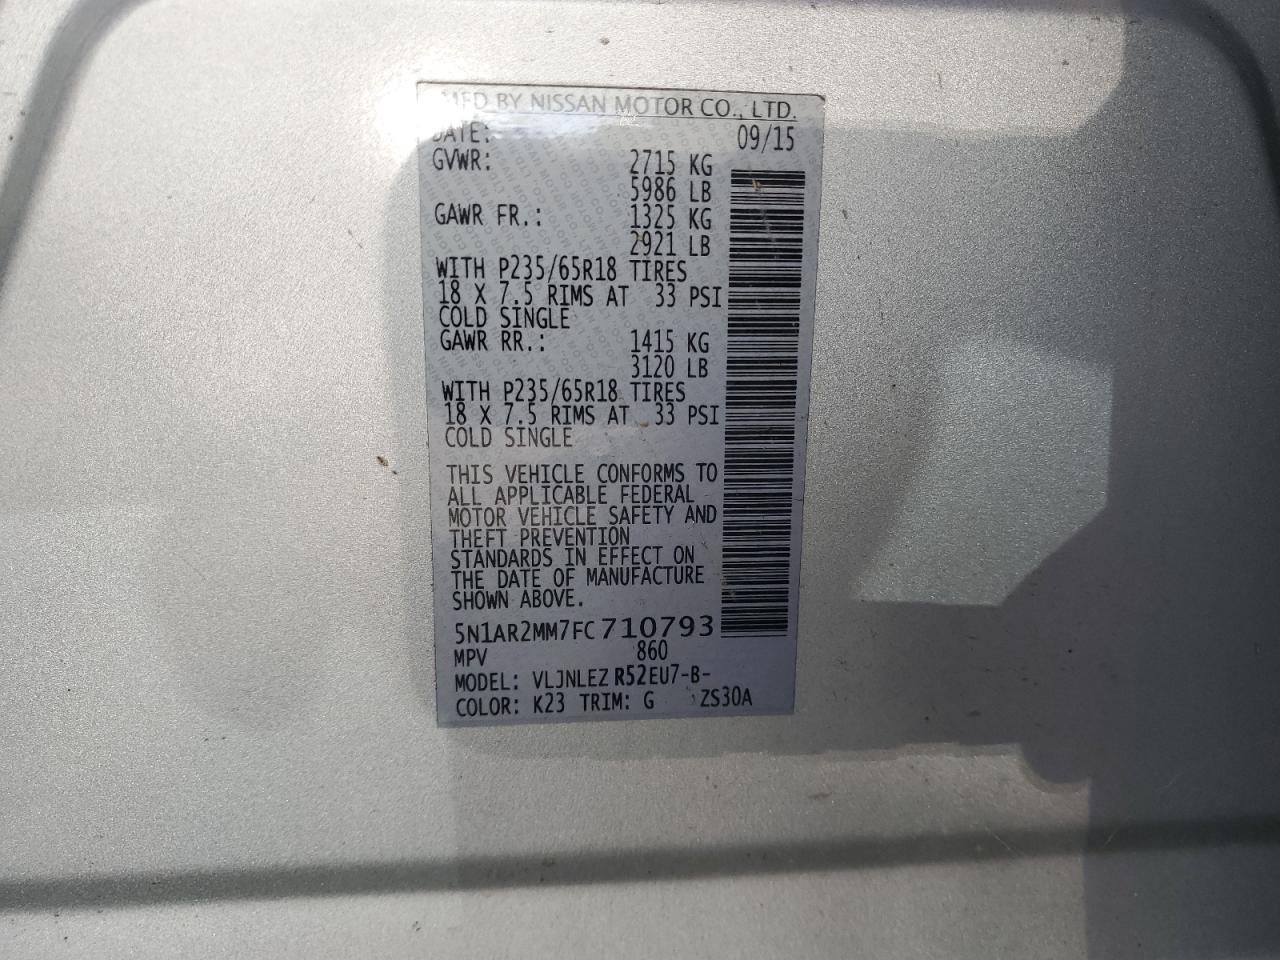 MFD BY NISSAN MOTOR CO., LTD.
DATE: 09/15
GVWR: 2715 KG
5986 LB
GAWR FR.: 1325 KG
2921 LB
WITH P235/65R18 TIRES
18 X 7.5 RIMS AT 33 PSI
COLD SINGLE
GAWR RR.: 1415 KG
3120 LB
WITH P235/65R18 TIRES
18 X 7.5 RIMS AT 33 PSI
COLD SINGLE
THIS VEHICLE CONFORMS TO
ALL APPLICABLE FEDERAL
MOTOR VEHICLE SAFETY AND
THEFT PREVENTION
STANDARDS IN EFFECT ON
THE DATE OF MANUFACTURE
SHOWN ABOVE.
5N1AR2MM7FC710793
MPV 860
MODEL: VLJNLEZ R52EU7-B-
COLOR: K23 TRIM: G ZS30A